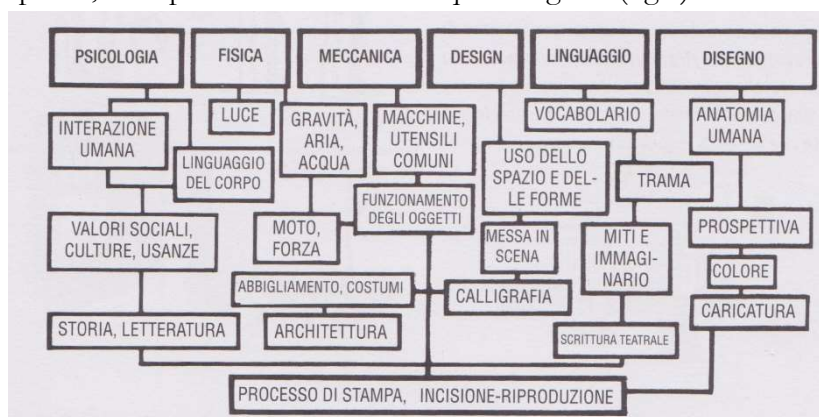 PSICOLOGIA
FISICA
MECCANICA
DESIGN
LINGUAGGIO
DISEGNO
INTERAZIONE
UMANA
LUCE
GRAVITÀ,
ARIA,
ACQUA
MACCHINE,
UTENSILI
COMUNI
VOCABOLARIO
ANATOMIA
UMANA
LINGUAGGIO
DEL CORPO
USO DELLO
SPAZIO E DEL-
LE FORME
TRAMA
FUNZIONAMENTO
DEGLI OGGETTI
VALORI SOCIALI,
CULTURE, USANZE
MOTO,
FORZA
MESSA IN
SCENA
MITI E
IMMAGI-
NARIO
PROSPETTIVA
COLORE
ABBIGLIAMENTO, COSTUMI
CALLIGRAFIA
CARICATURA
STORIA, LETTERATURA
ARCHITETTURA
SCRITTURA TEATRALE
PROCESSO DI STAMPA, INCISIONE-RIPRODUZIONE